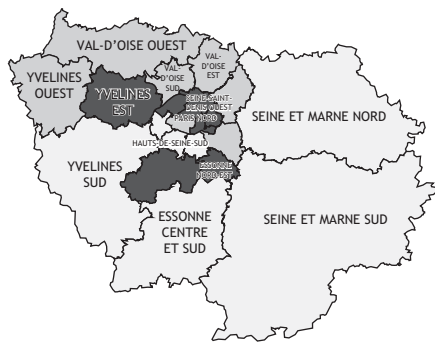 VAL-D'OISE OUEST
VAL-
D'OISE
EST
YVELINES
OUEST
VAL-
D'OISE
SUD
YVELINES
EST
SEINE-SAINT-
DENIS OUEST
PARIS NORD
SEINE ET MARNE NORD
HAUTS-DE-SEINE-SUD
YVELINES
SUD
ESSONNE
NORD EST
ESSONNE
CENTRE
ET SUD
SEINE ET MARNE SUD